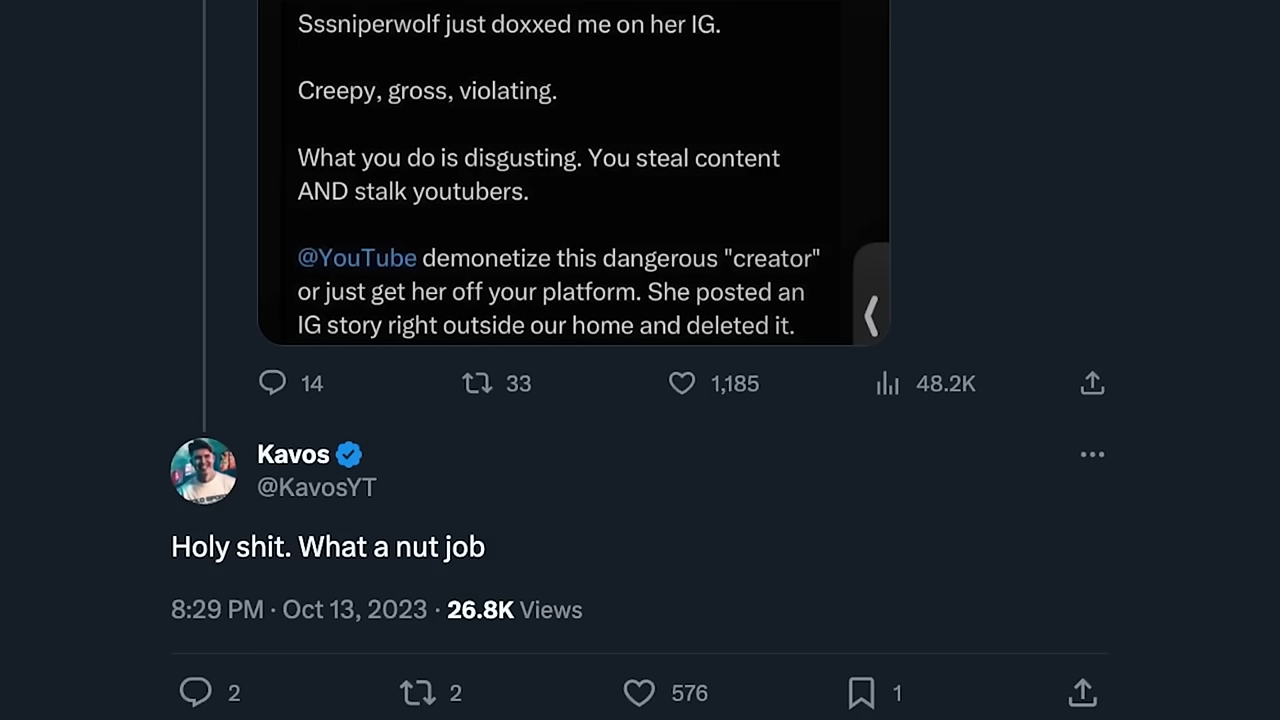 Sssniperwolf just doxxed me on her IG.
Creepy, gross, violating.
What you do is disgusting. You steal content
AND stalk youtubers.
@YouTube demonetize this dangerous "creator"
or just get her off your platform. She posted an
IG story right outside our home and deleted it.
14 33 1,185 48.2K
Kavos
@KavosYT
Holy shit. What a nut job
8:29 PM · Oct 13, 2023 · 26.8K Views
2 2 576 1